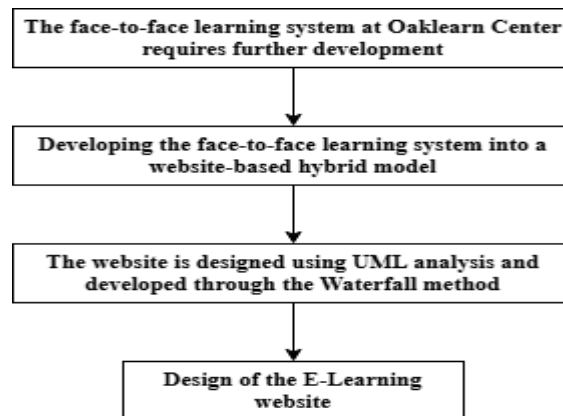 The face-to-face learning system at Oaklearn Center
requires further development
Developing the face-to-face learning system into a
website-based hybrid model
The website is designed using UML analysis and
developed through the Waterfall method
Design of the E-Learning
website